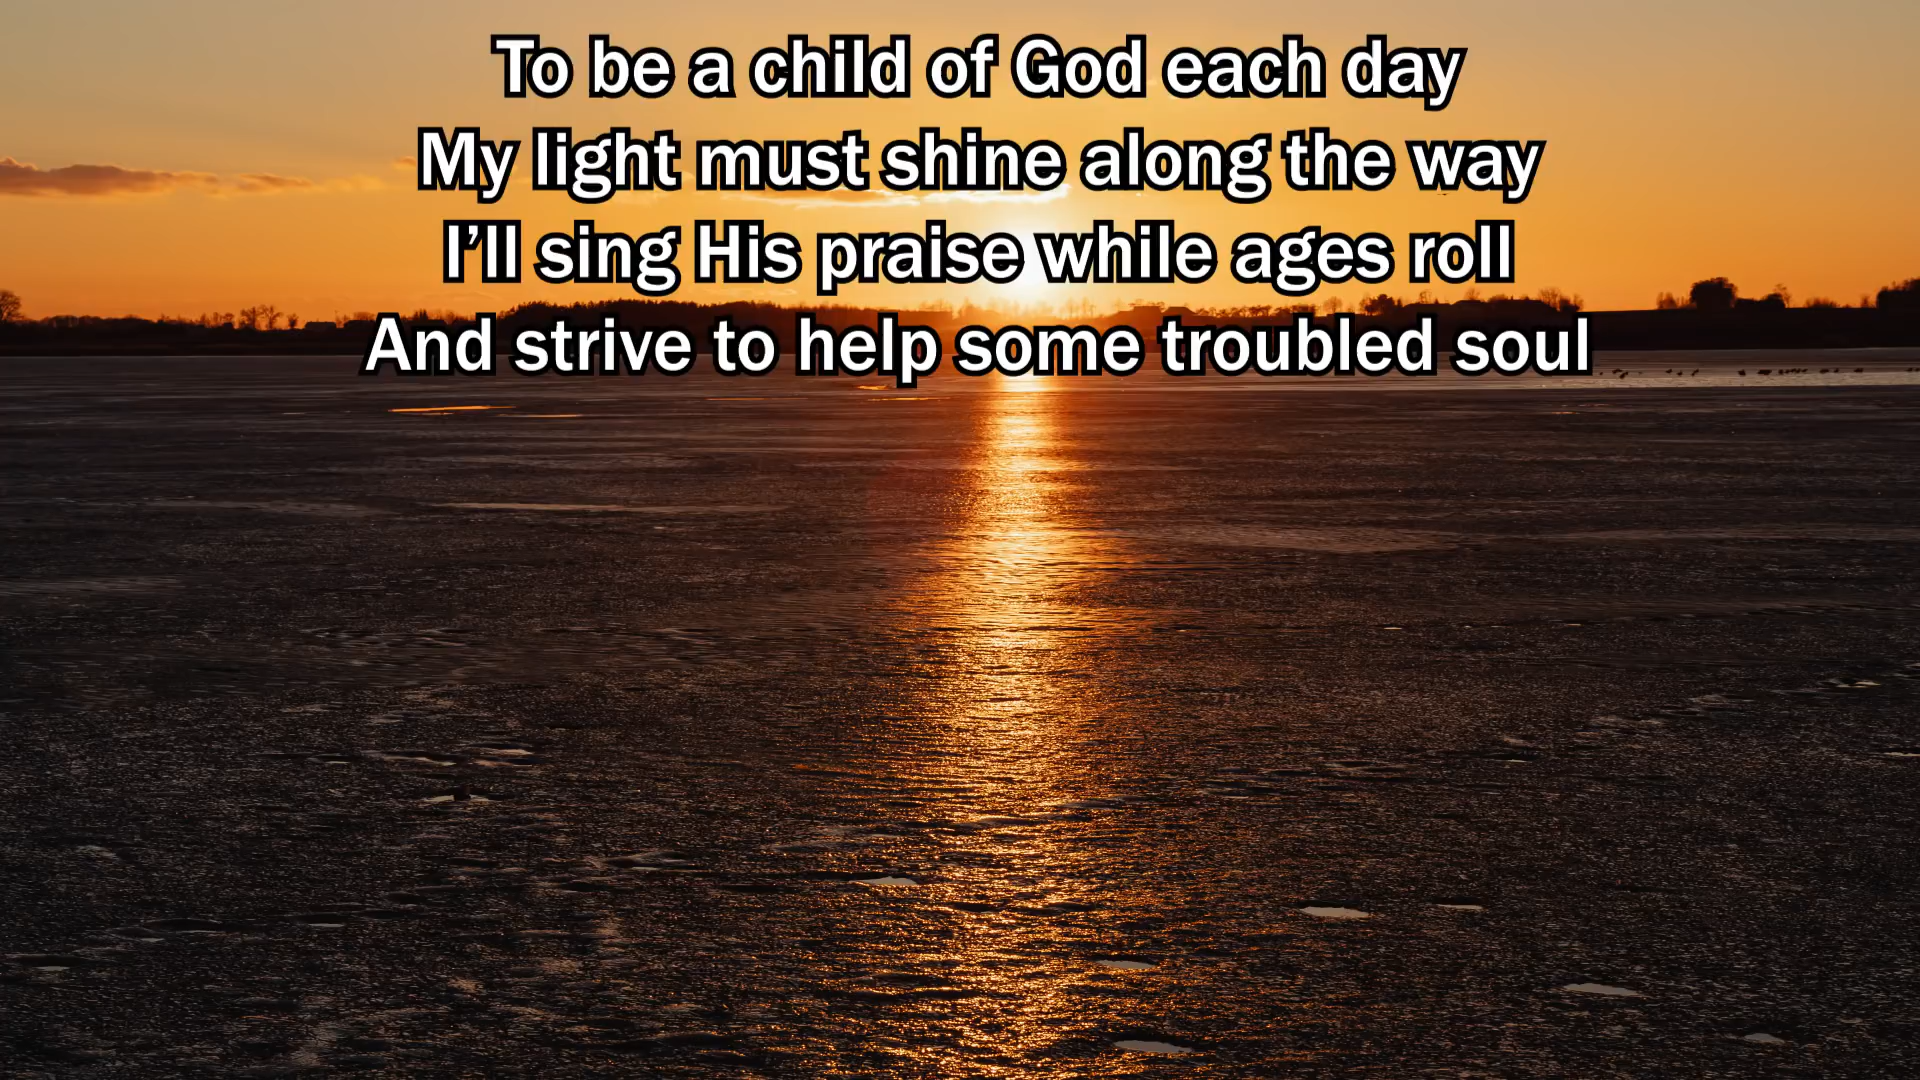 To be a child of God each day
My light must shine along the way
I’ll sing His praise while ages roll
And strive to help some troubled soul